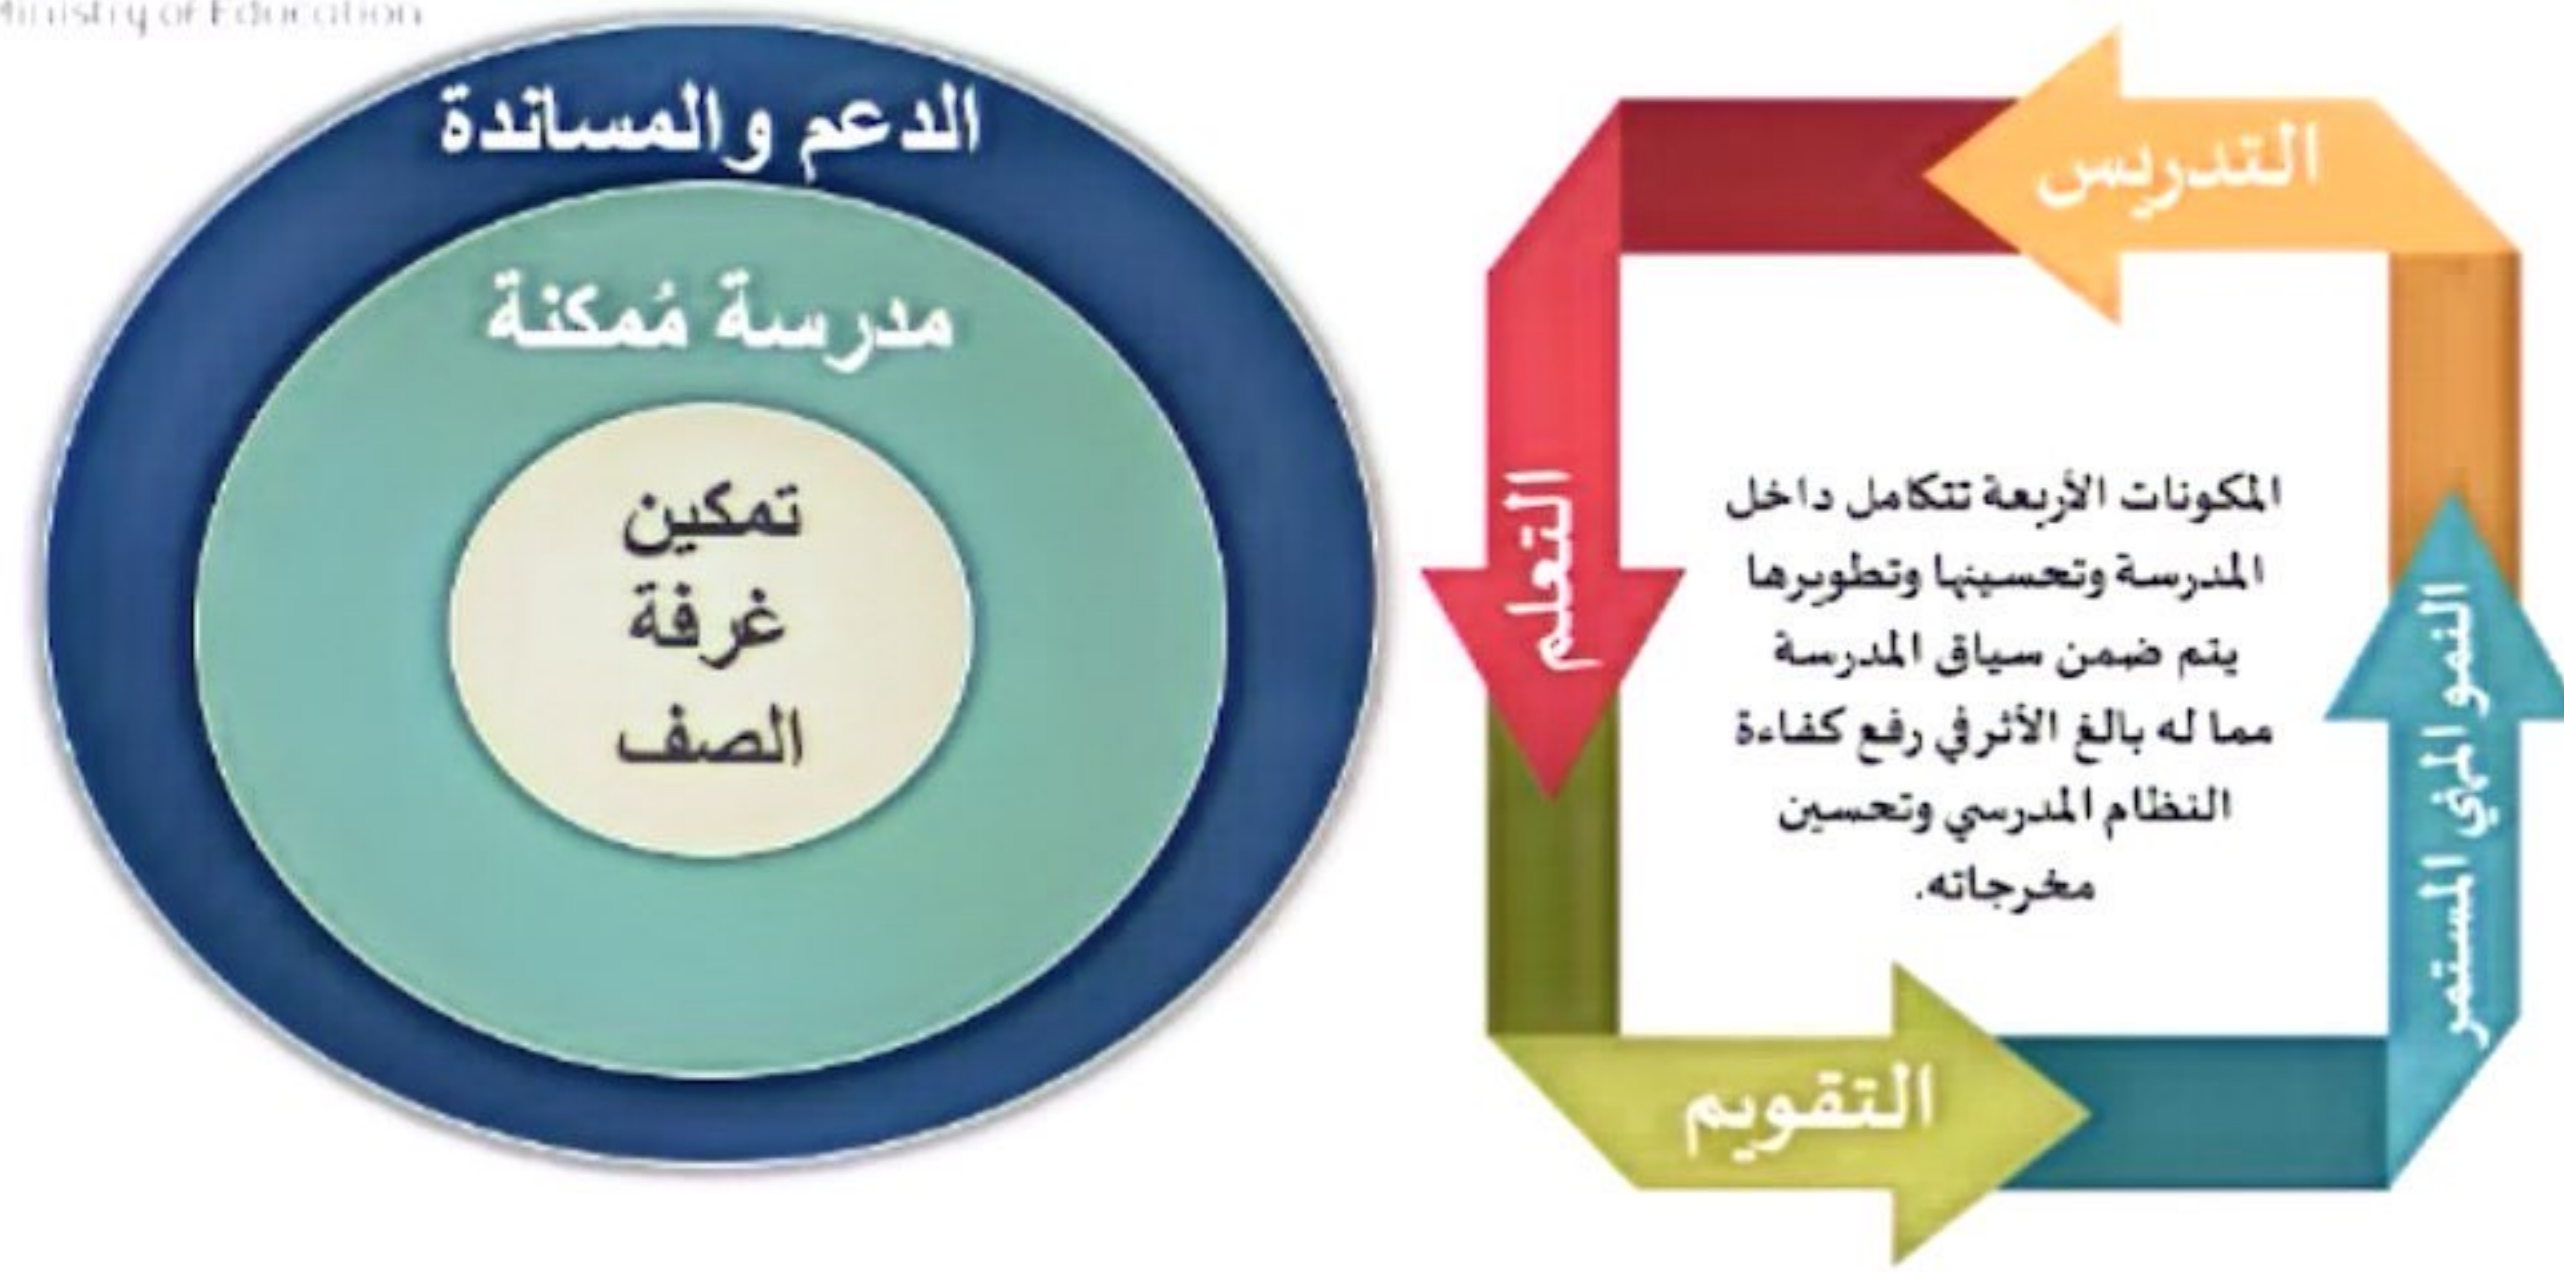 Ministry of Education
الدعم والمساندة
مدرسة مُمكنة
تمكين
غرفة
الصف
التدريس
التعلم
التقويم
النمو المهني المستمر
المكونات الأربعة تتكامل داخل
المدرسة وتحسينها وتطويرها
يتم ضمن سياق المدرسة
مما له بالغ الأثر في رفع كفاءة
النظام المدرسي وتحسين
مخرجاته.